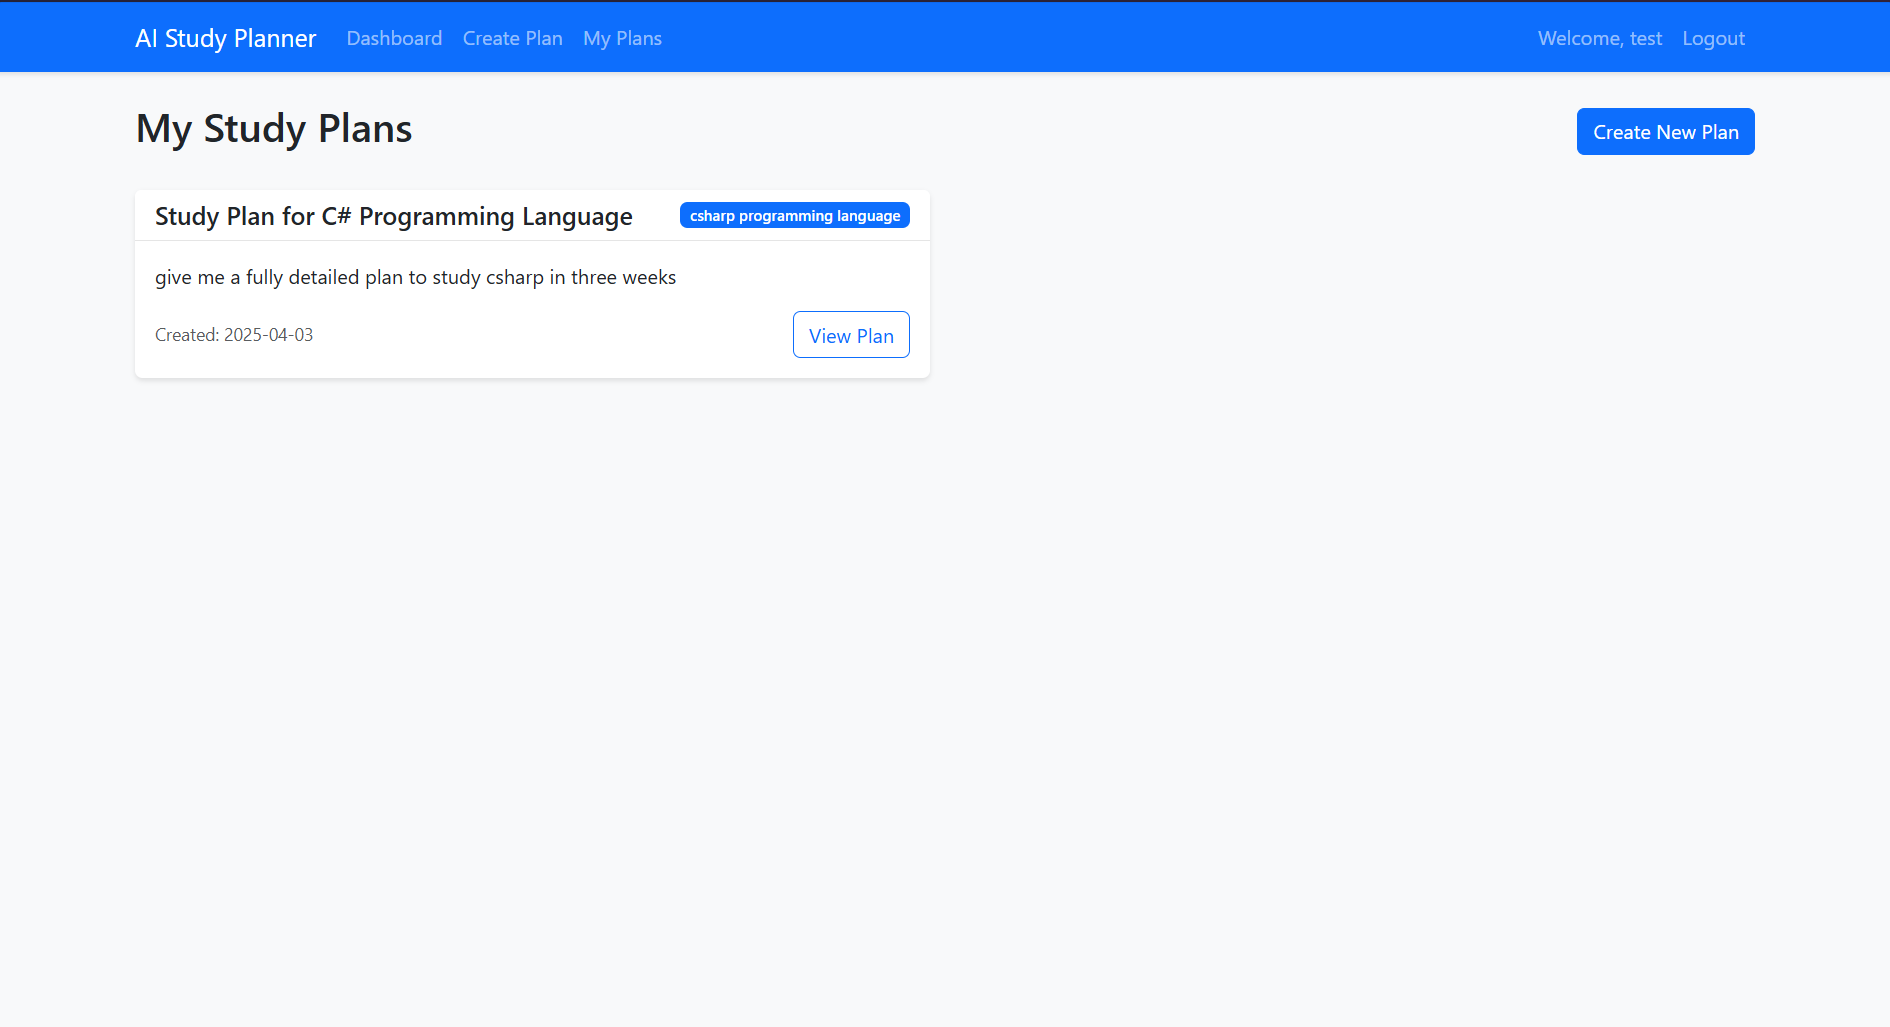 AI Study Planner Dashboard Create Plan My Plans Welcome, test Logout
My Study Plans Create New Plan
Study Plan for C# Programming Language csharp programming language
give me a fully detailed plan to study csharp in three weeks
Created: 2025-04-03 View Plan